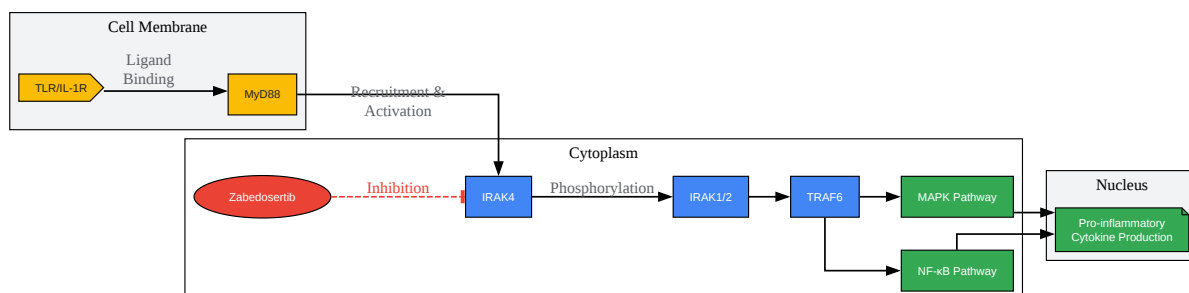 Cell Membrane
Ligand
Binding
TLR/IL-1R
MyD88
Recruitment &
Activation
Cytoplasm
Zabedosertib
Inhibition
IRAK4
Phosphorylation
IRAK1/2
TRAF6
MAPK Pathway
NF-κB Pathway
Nucleus
Pro-inflammatory
Cytokine Production